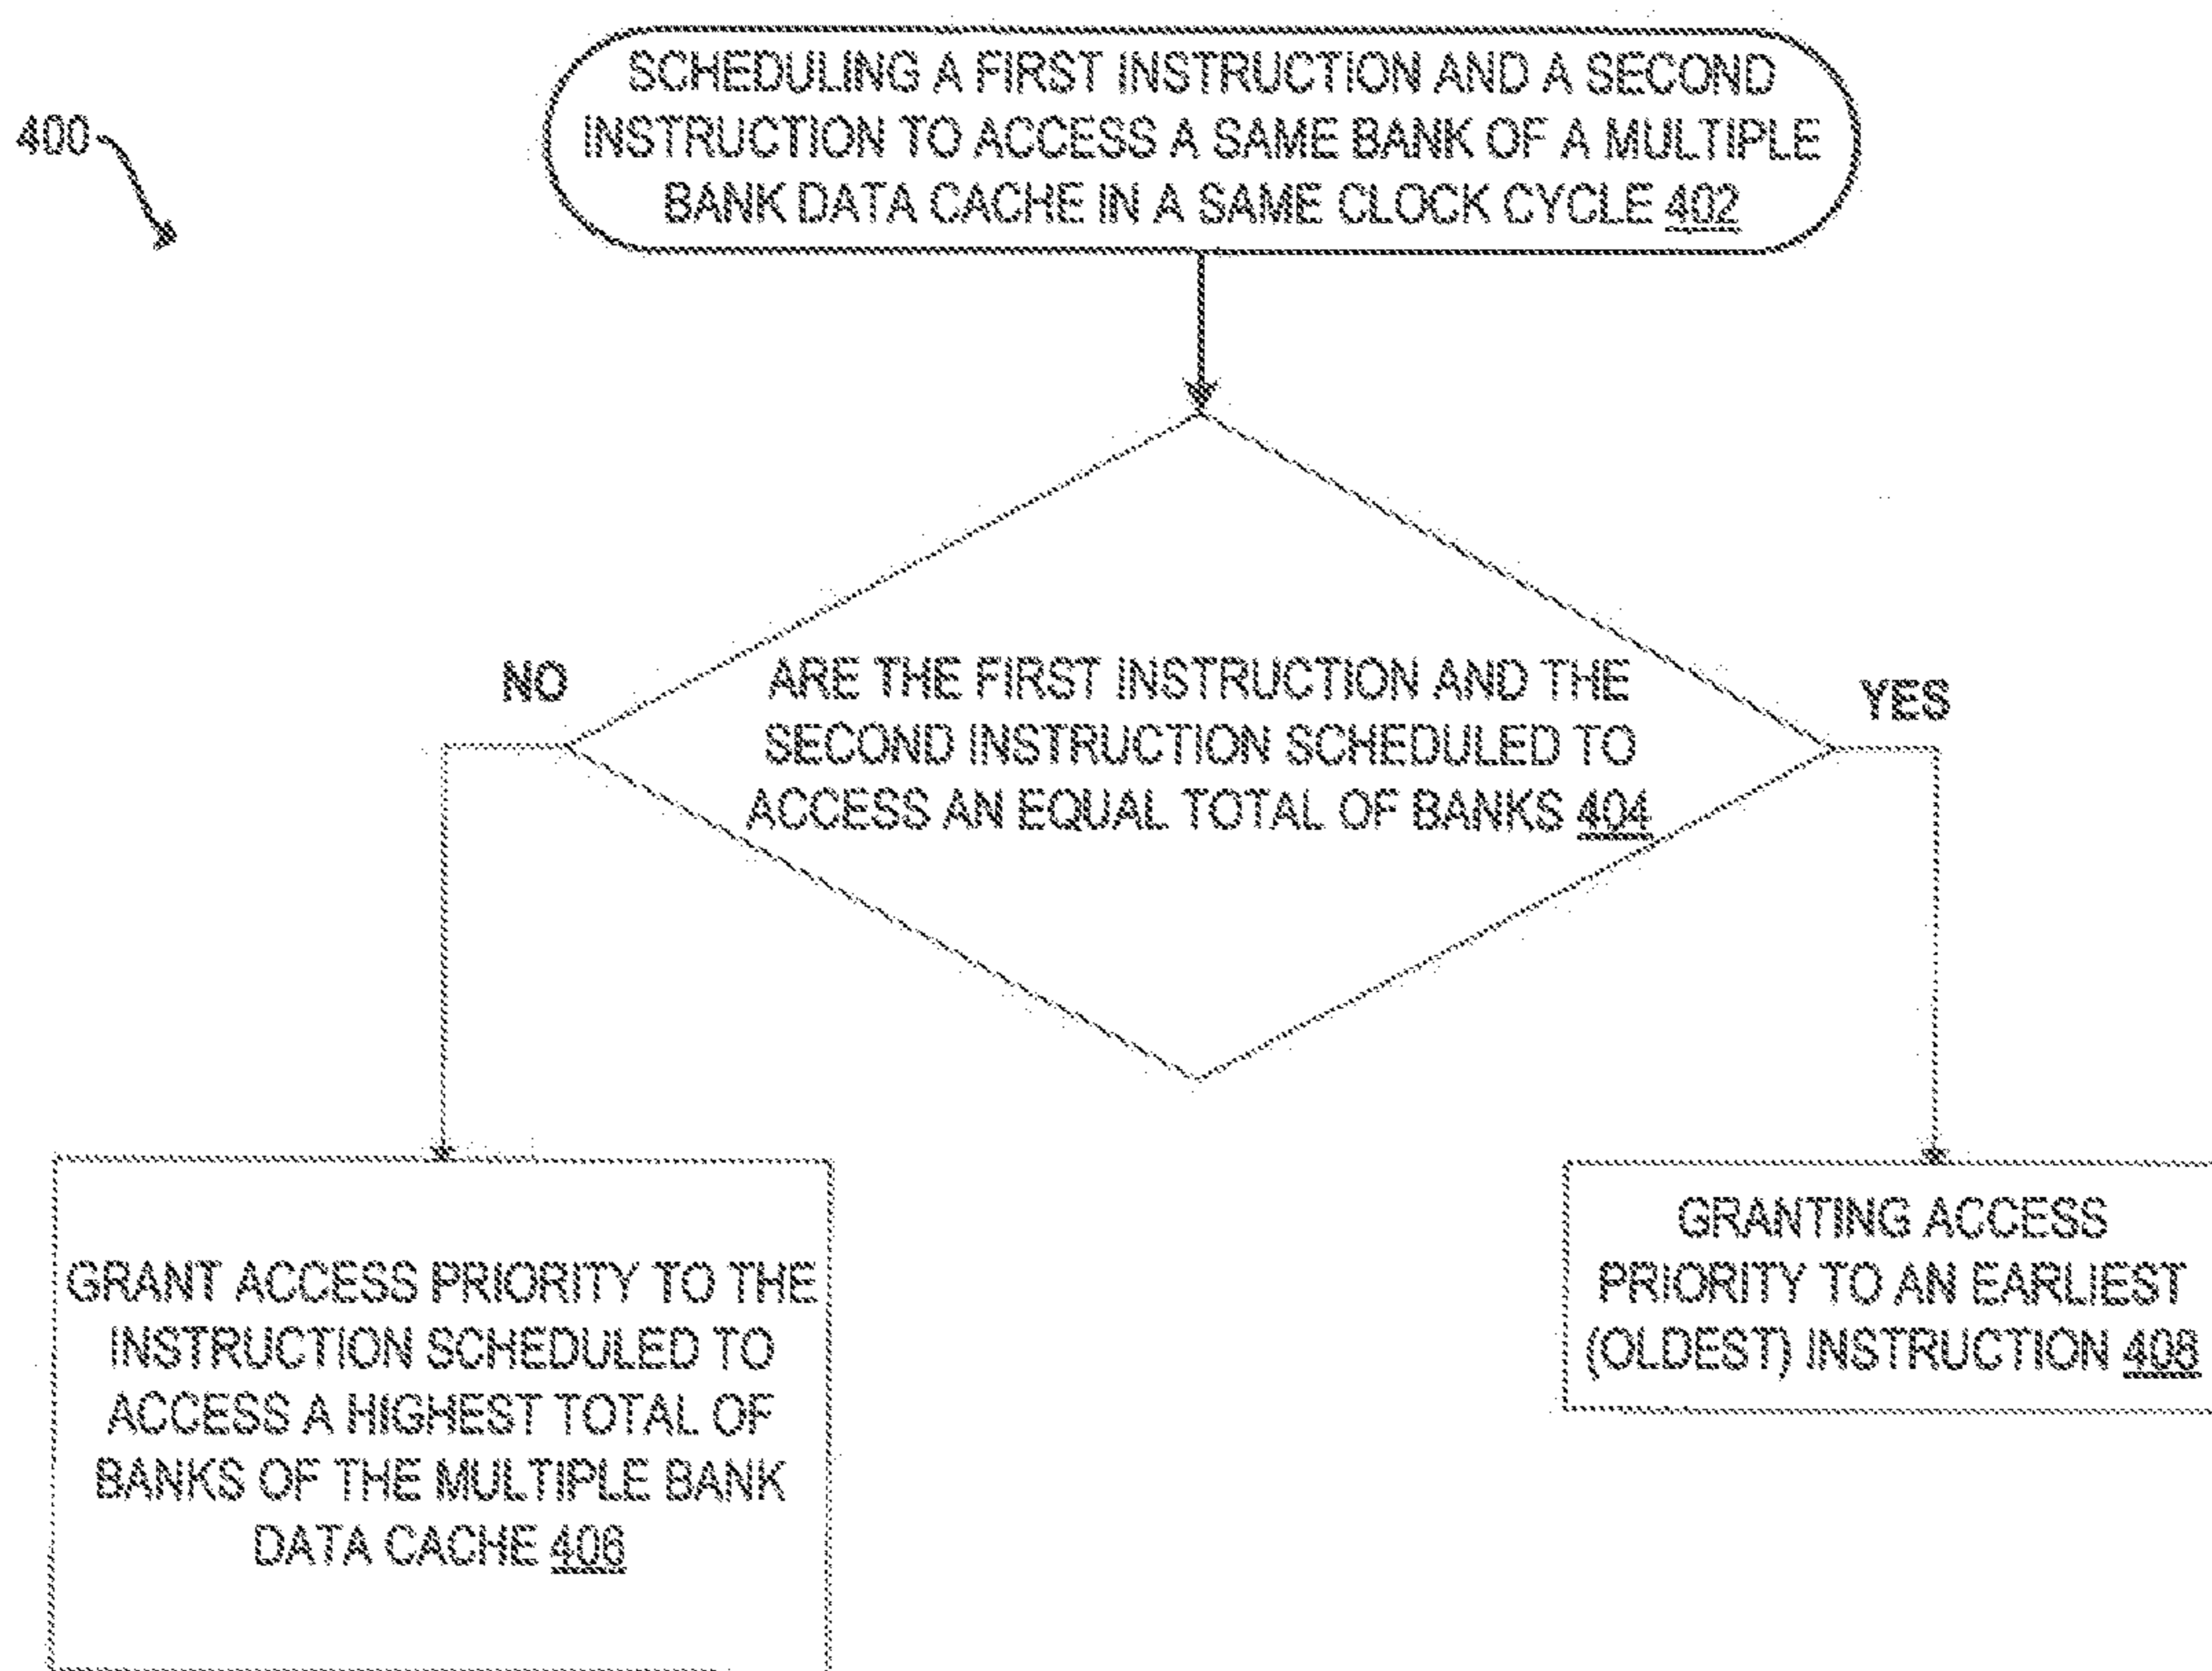 400
SCHEDULING A FIRST INSTRUCTION AND A SECOND
INSTRUCTION TO ACCESS A SAME BANK OF A MULTIPLE
BANK DATA CACHE IN A SAME CLOCK CYCLE 402
NO
YES
ARE THE FIRST INSTRUCTION AND THE
SECOND INSTRUCTION SCHEDULED TO
ACCESS AN EQUAL TOTAL OF BANKS 404
GRANT ACCESS PRIORITY TO THE
INSTRUCTION SCHEDULED TO
ACCESS A HIGHEST TOTAL OF
BANKS OF THE MULTIPLE BANK
DATA CACHE 406
GRANTING ACCESS
PRIORITY TO AN EARLIEST
(OLDEST) INSTRUCTION 408